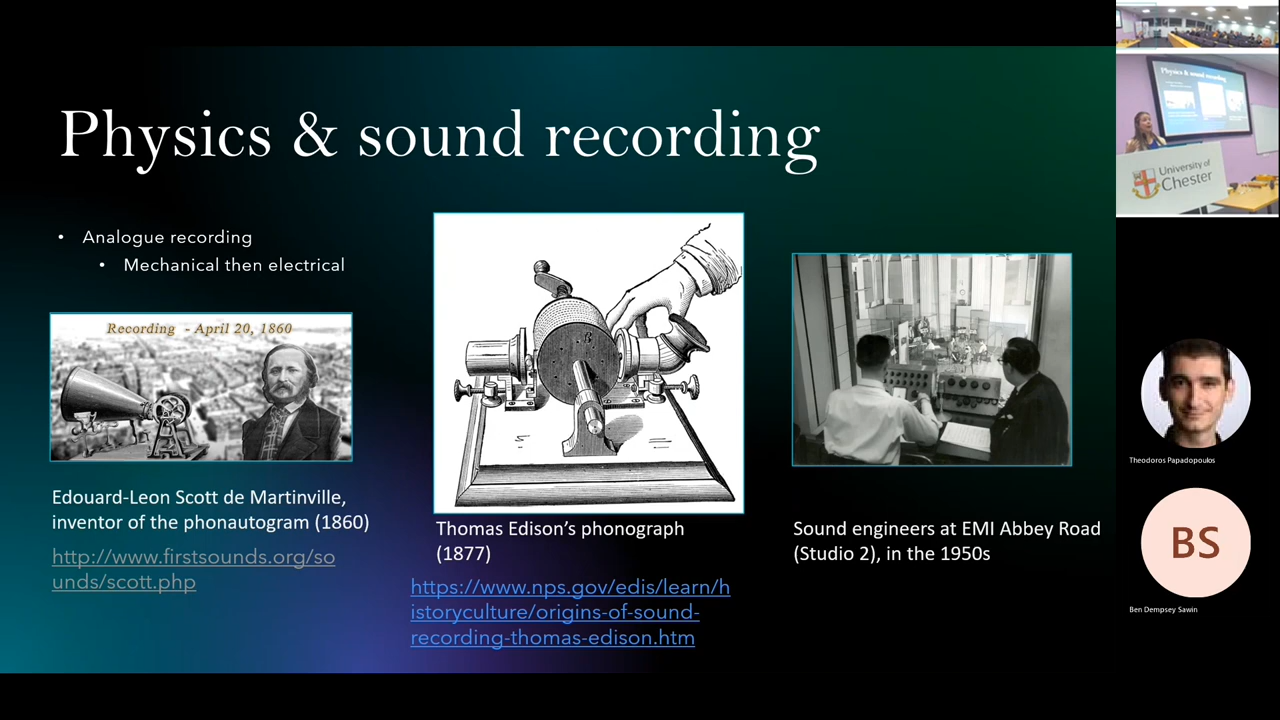 Physics & sound recording
• Analogue recording
• Mechanical then electrical
Recording - April 20, 1860
Edouard-Leon Scott de Martinville,
inventor of the phonautogram (1860)
http://www.firstsounds.org/so
unds/scott.php
Thomas Edison's phonograph
(1877)
https://www.nps.gov/edis/learn/h
istoryculture/origins-of-sound-
recording-thomas-edison.htm
Sound engineers at EMI Abbey Road
(Studio 2), in the 1950s
Physics & sound recording
University of
Chester
Theodoros Papadopoulos
BS
Ben Dempsey Sawin